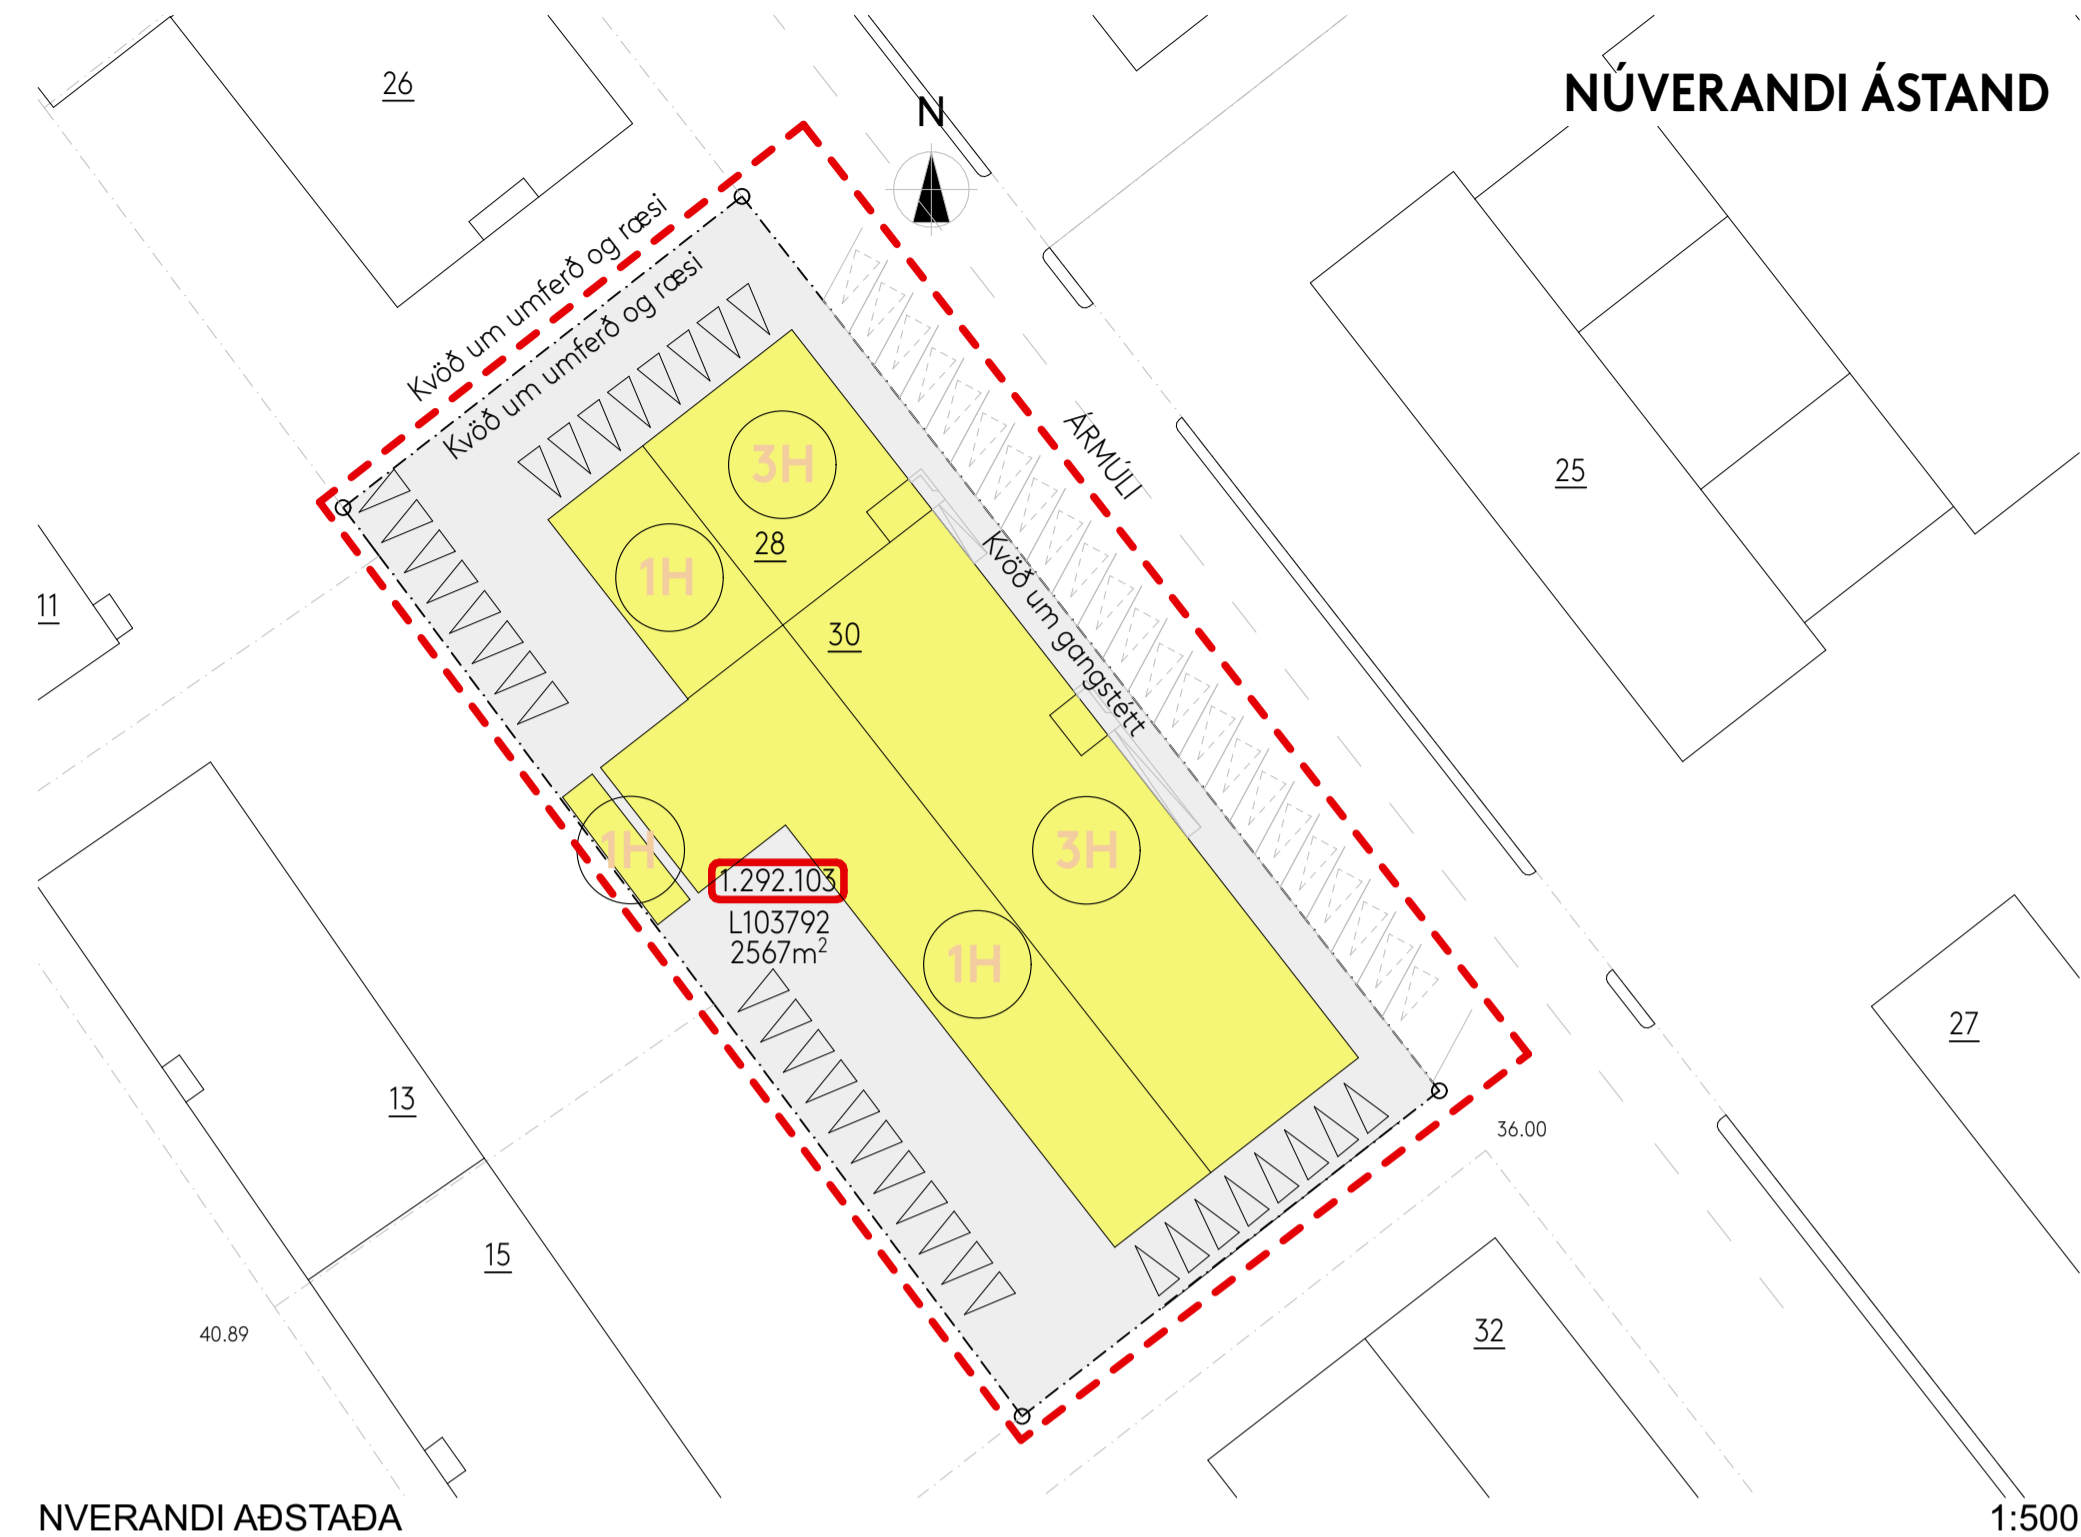 NÚVERANDI ÁSTAND
26
N
Kvöð um umferð og ræsi
Kvöð um umferð og ræsi
ÁRMÚLI
3H
25
28
1H
11
30
Kvöð um gangstétt
1H
3H
1.292.103
L103792
2567m²
1H
27
13
36.00
15
40.89
32
NVERANDI AÐSTAÐA
1:500